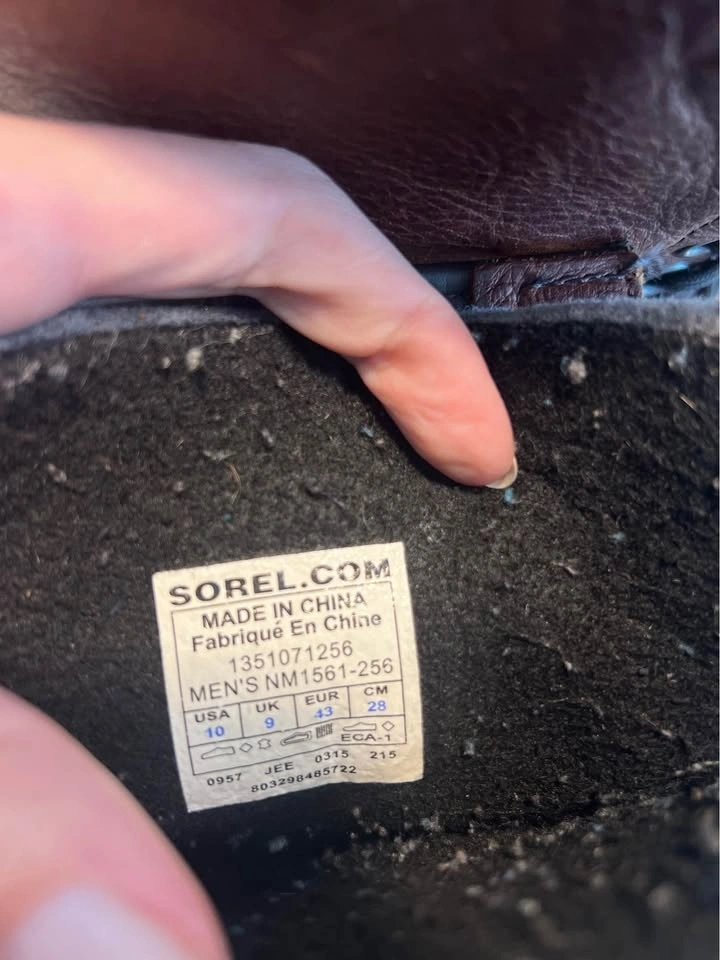 SOREL.COM
MADE IN CHINA
Fabriqué En Chine
1351071256
MEN'S NM1561-256
USA UK EUR CM
10 9 43 28
ECA-1
0957 JEE 0315 215
803298485722